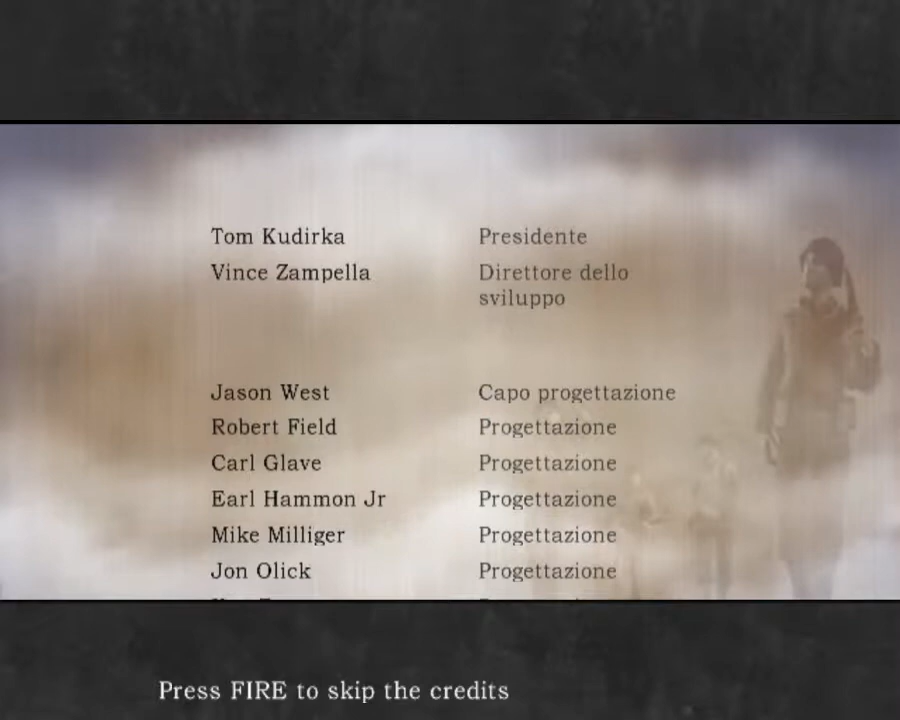 Tom Kudirka Presidente
Vince Zampella Direttore dello
sviluppo
Jason West Capo progettazione
Robert Field Progettazione
Carl Glave Progettazione
Earl Hammon Jr Progettazione
Mike Milliger Progettazione
Jon Olick Progettazione
Press FIRE to skip the credits